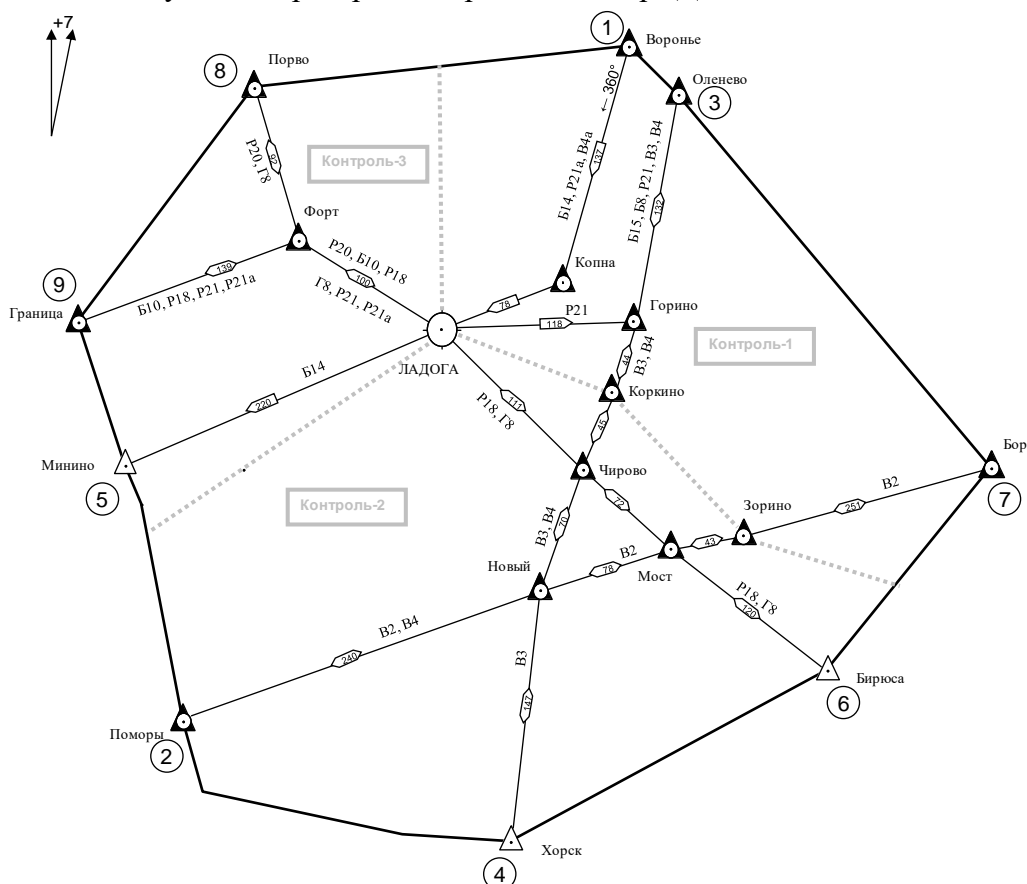 +7
1
Воронье
Порво
8
← 360°
Оленево
3
Контроль-3
92
Р20, Г8
137
Б14, Р21а, В4а
132
Б15, Б8, Р21, В3, В4
Форт
Р20, Б10, Р18
100
Г8, Р21, Р21а
139
Б10, Р18, Р21,Р21а
9
Граница
Копна
78
Р21
118
Горино
ЛАДОГА
44
В3, В4
Контроль-1
Б14
220
Коркино
111
Р18, Г8
45
Минино
5
Чирово
Бор
7
Контроль-2
72
Зорино
В2
251
70
В3, В4
43
Новый
В2
78
Мост
Р18, Г8
120
В2, В4
240
В3
147
Бирюса
6
Поморы
2
Хорск
4